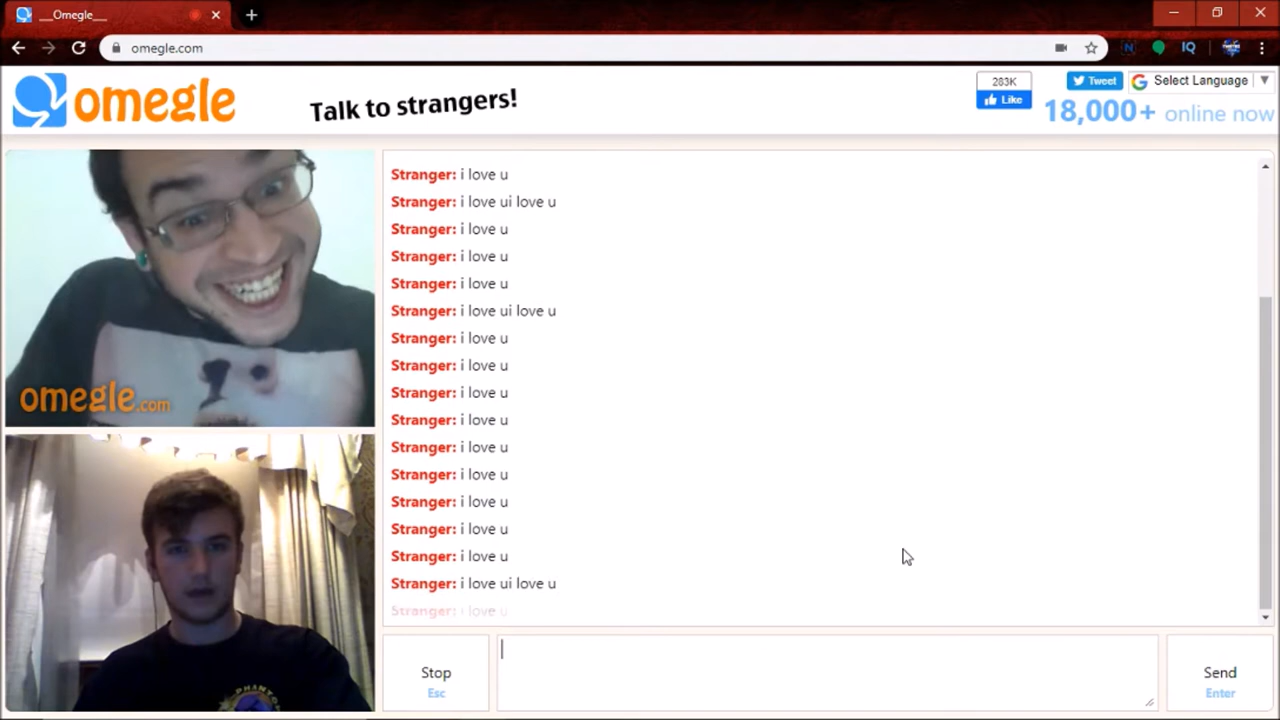 __Omegle__
omegle.com
IQ
omegle
Talk to strangers!
283K
Like
Tweet
Select Language
18,000+ online now
omegle.com
Stranger: i love u
Stranger: i love ui love u
Stranger: i love u
Stranger: i love u
Stranger: i love u
Stranger: i love ui love u
Stranger: i love u
Stranger: i love u
Stranger: i love u
Stranger: i love u
Stranger: i love u
Stranger: i love u
Stranger: i love u
Stranger: i love u
Stranger: i love u
Stranger: i love ui love u
Stranger: i love u
Stop
Esc
Send
Enter